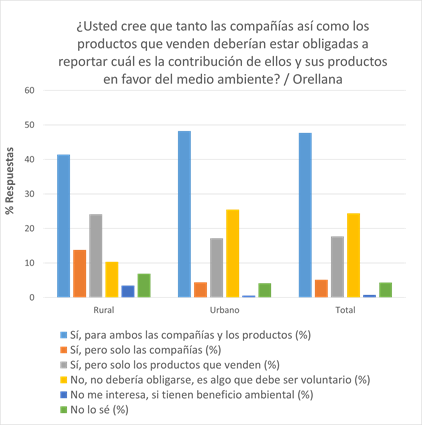 ¿Usted cree que tanto las compañías así como los
productos que venden deberían estar obligadas a
reportar cuál es la contribución de ellos y sus productos
en favor del medio ambiente? / Orellana
60
50
40
30
20
10
0
% Respuestas
Rural
Urbano
Total
Sí, para ambos las compañías y los productos (%)
Sí, pero solo las compañías (%)
Sí, pero solo los productos que venden (%)
No, no debería obligarse, es algo que debe ser voluntario (%)
No me interesa, si tienen beneficio ambiental (%)
No lo sé (%)